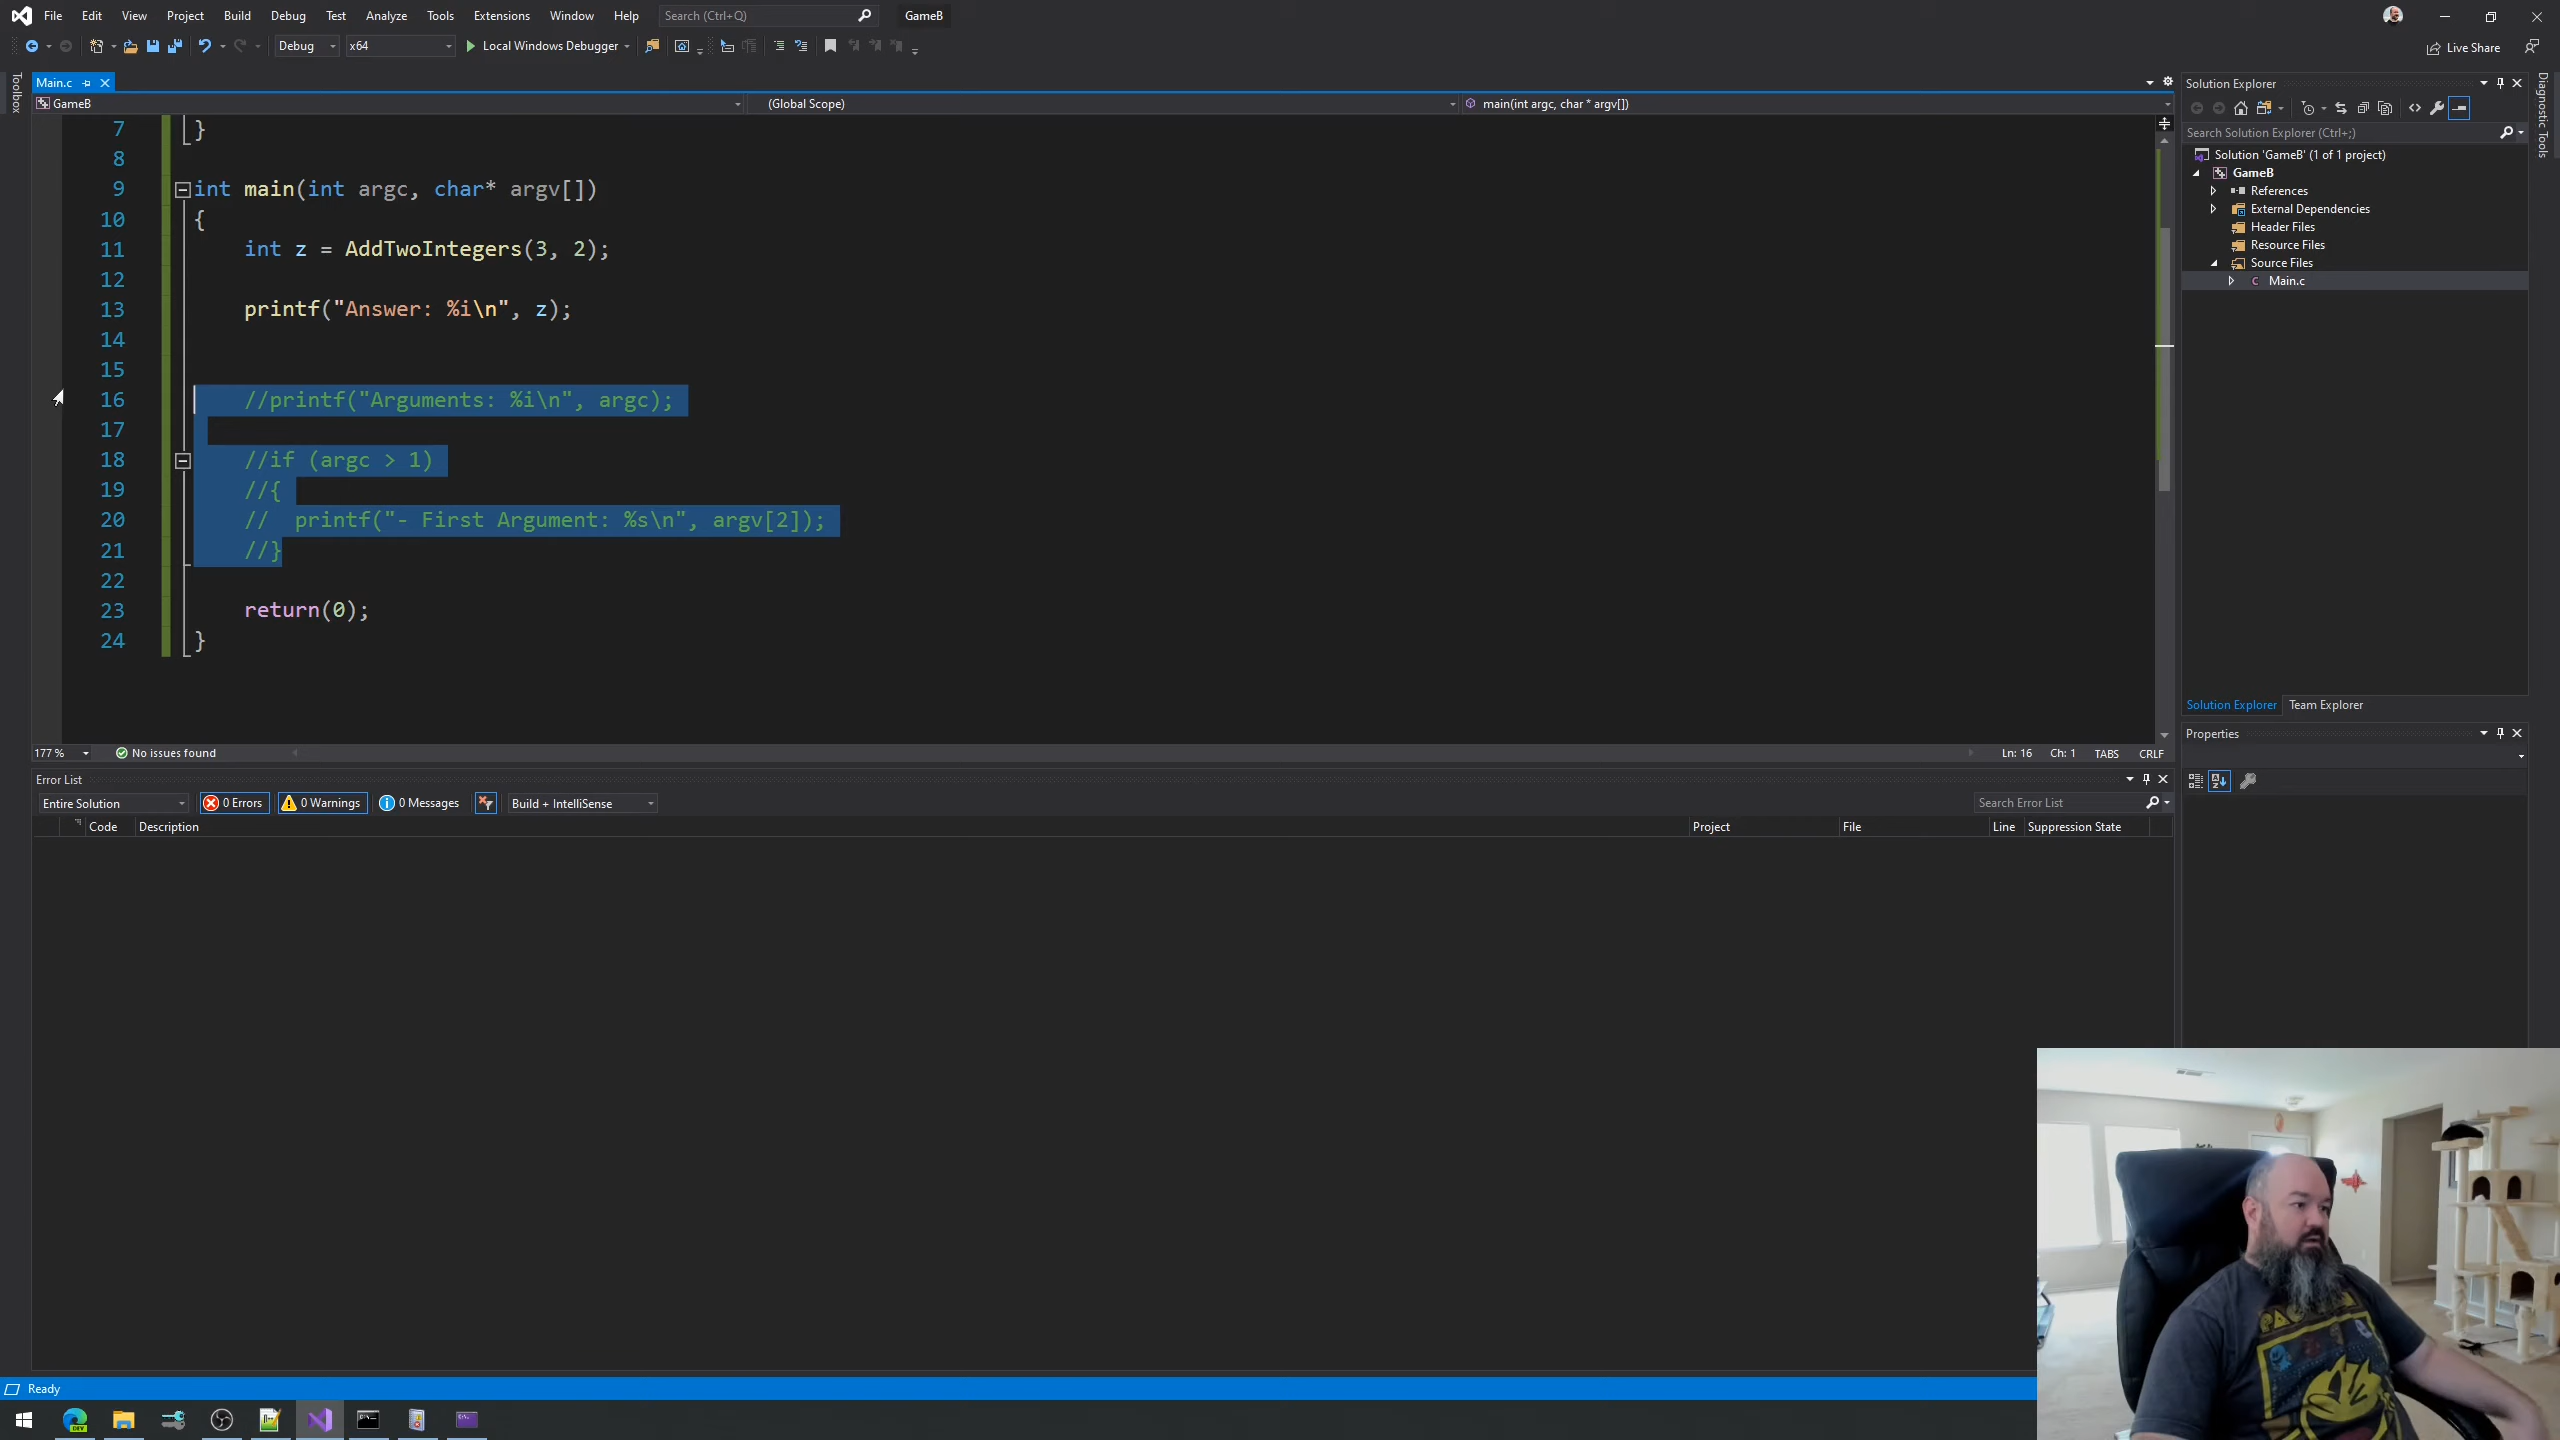 File Edit View Project Build Debug Test Analyze Tools Extensions Window Help Search (Ctrl+Q) GameB
Debug x64 Local Windows Debugger Live Share
Toolbox
Main.c
GameB (Global Scope) main(int argc, char * argv[])
7 }
8
9 int main(int argc, char* argv[])
10 {
11 int z = AddTwoIntegers(3, 2);
12
13 printf("Answer: %i\n", z);
14
15
16 //printf("Arguments: %i\n", argc);
17
18 //if (argc > 1)
19 //{
20 // printf("- First Argument: %s\n", argv[2]);
21 //}
22
23 return(0);
24 }
177 % No issues found Ln: 16 Ch: 1 TABS CRLF
Error List
Entire Solution 0 Errors 0 Warnings 0 Messages Build + IntelliSense Search Error List
Code Description Project File Line Suppression State
Solution Explorer
Search Solution Explorer (Ctrl+;)
Solution 'GameB' (1 of 1 project)
GameB
References
External Dependencies
Header Files
Resource Files
Source Files
Main.c
Solution Explorer Team Explorer
Properties
Diagnostic Tools
Ready
DEV
PAC